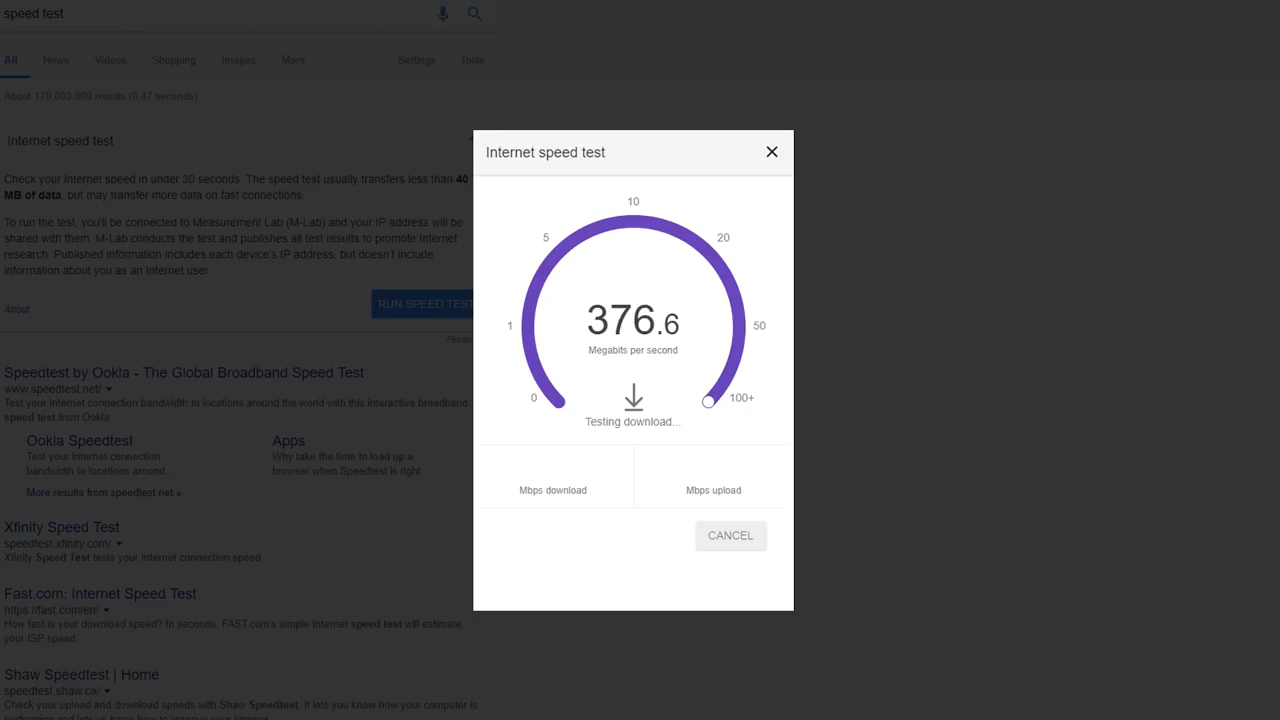 speed test
All News Videos Shopping Images More Settings Tools
About 170,000,000 results (0.47 seconds)
Internet speed test
Check your Internet speed in under 30 seconds. The speed test usually transfers less than 40
MB of data, but may transfer more data on fast connections.
To run the test, you'll be connected to Measurement Lab (M-Lab) and your IP address will be
shared with them. M-Lab conducts the test and publishes all test results to promote Internet
research. Published information includes each device's IP address, but doesn't include
information about you as an Internet user.
About
RUN SPEED TEST
Speedtest by Ookla - The Global Broadband Speed Test
www.speedtest.net/
Test your Internet connection bandwidth to locations around the world with this interactive broadband
speed test from Ookla.
Ookla Speedtest
Test your Internet connection
bandwidth to locations around ...
Apps
Why take the time to load up a
browser when Speedtest is right
More results from speedtest.net »
Xfinity Speed Test
speedtest.xfinity.com/
Xfinity Speed Test tests your Internet connection speed
Fast.com: Internet Speed Test
https://fast.com/en/
How fast is your download speed? In seconds, FAST.com's simple Internet speed test will estimate
your ISP speed.
Shaw Speedtest | Home
speedtest.shaw.ca/
Check your upload and download speeds with Shaw Speedtest. It lets you know how your computer is
performing and lets us know how to improve your internet.
Internet speed test
10
5
20
1
50
0
100+
376.6
Megabits per second
Testing download...
Mbps download
Mbps upload
CANCEL